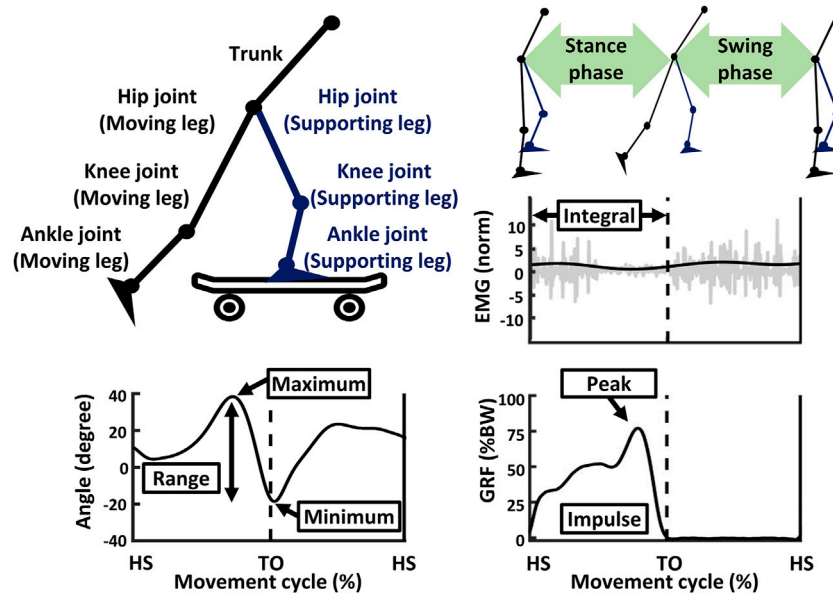 Trunk
Hip joint
(Moving leg)
Hip joint
(Supporting leg)
Knee joint
(Moving leg)
Knee joint
(Supporting leg)
Ankle joint
(Moving leg)
Ankle joint
(Supporting leg)
Stance
phase
Swing
phase
EMG (norm)
10
5
0
-5
-10
Integral
Angle (degree)
40
20
0
-20
-40
Maximum
Range
Minimum
HS
TO
HS
Movement cycle (%)
GRF (%BW)
100
75
50
25
0
Peak
Impulse
HS
TO
HS
Movement cycle (%)